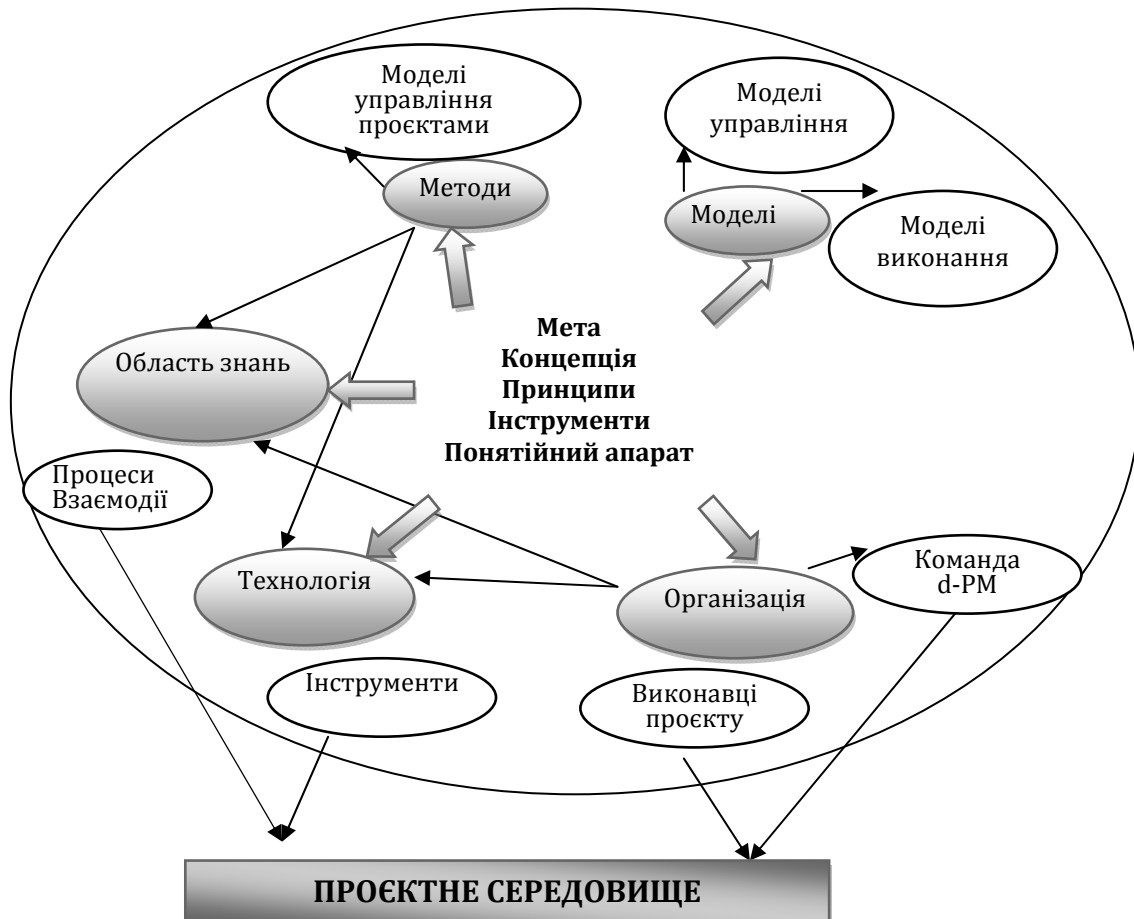 Моделі
управління
проєктами
Моделі
управління
Методи
Моделі
Моделі
виконання
Мета
Концепція
Принципи
Інструменти
Понятійний апарат
Область знань
Процеси
Взаємодії
Технологія
Організація
Команда
d-PM
Інструменти
Виконавці
проєкту
ПРОЄКТНЕ СЕРЕДОВИЩЕ